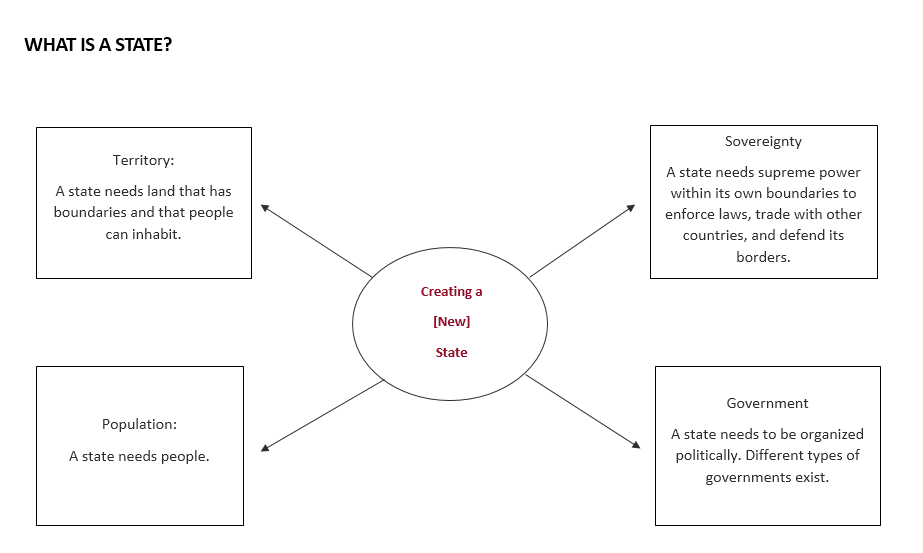 WHAT IS A STATE?
Territory:
A state needs land that has
boundaries and that people
can inhabit.
Sovereignty
A state needs supreme power
within its own boundaries to
enforce laws, trade with other
countries, and defend its
borders.
Creating a
[New]
State
Population:
A state needs people.
Government
A state needs to be organized
politically. Different types of
governments exist.